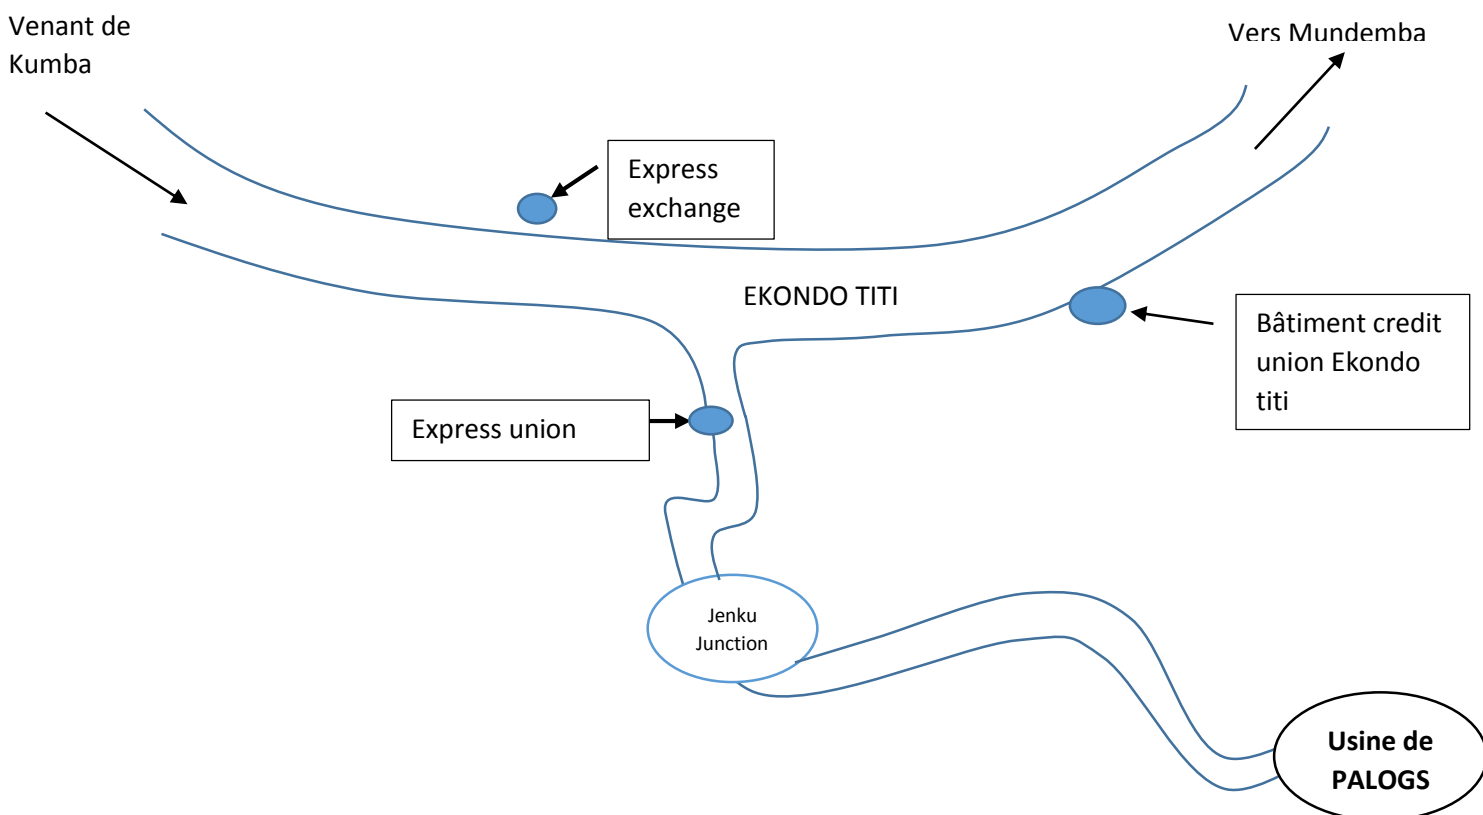 Venant de
Kumba
Vers Mundemba
Express
exchange
EKONDO TITI
Bâtiment credit
union Ekondo
titi
Express union
Jenku
Junction
Usine de
PALOGS